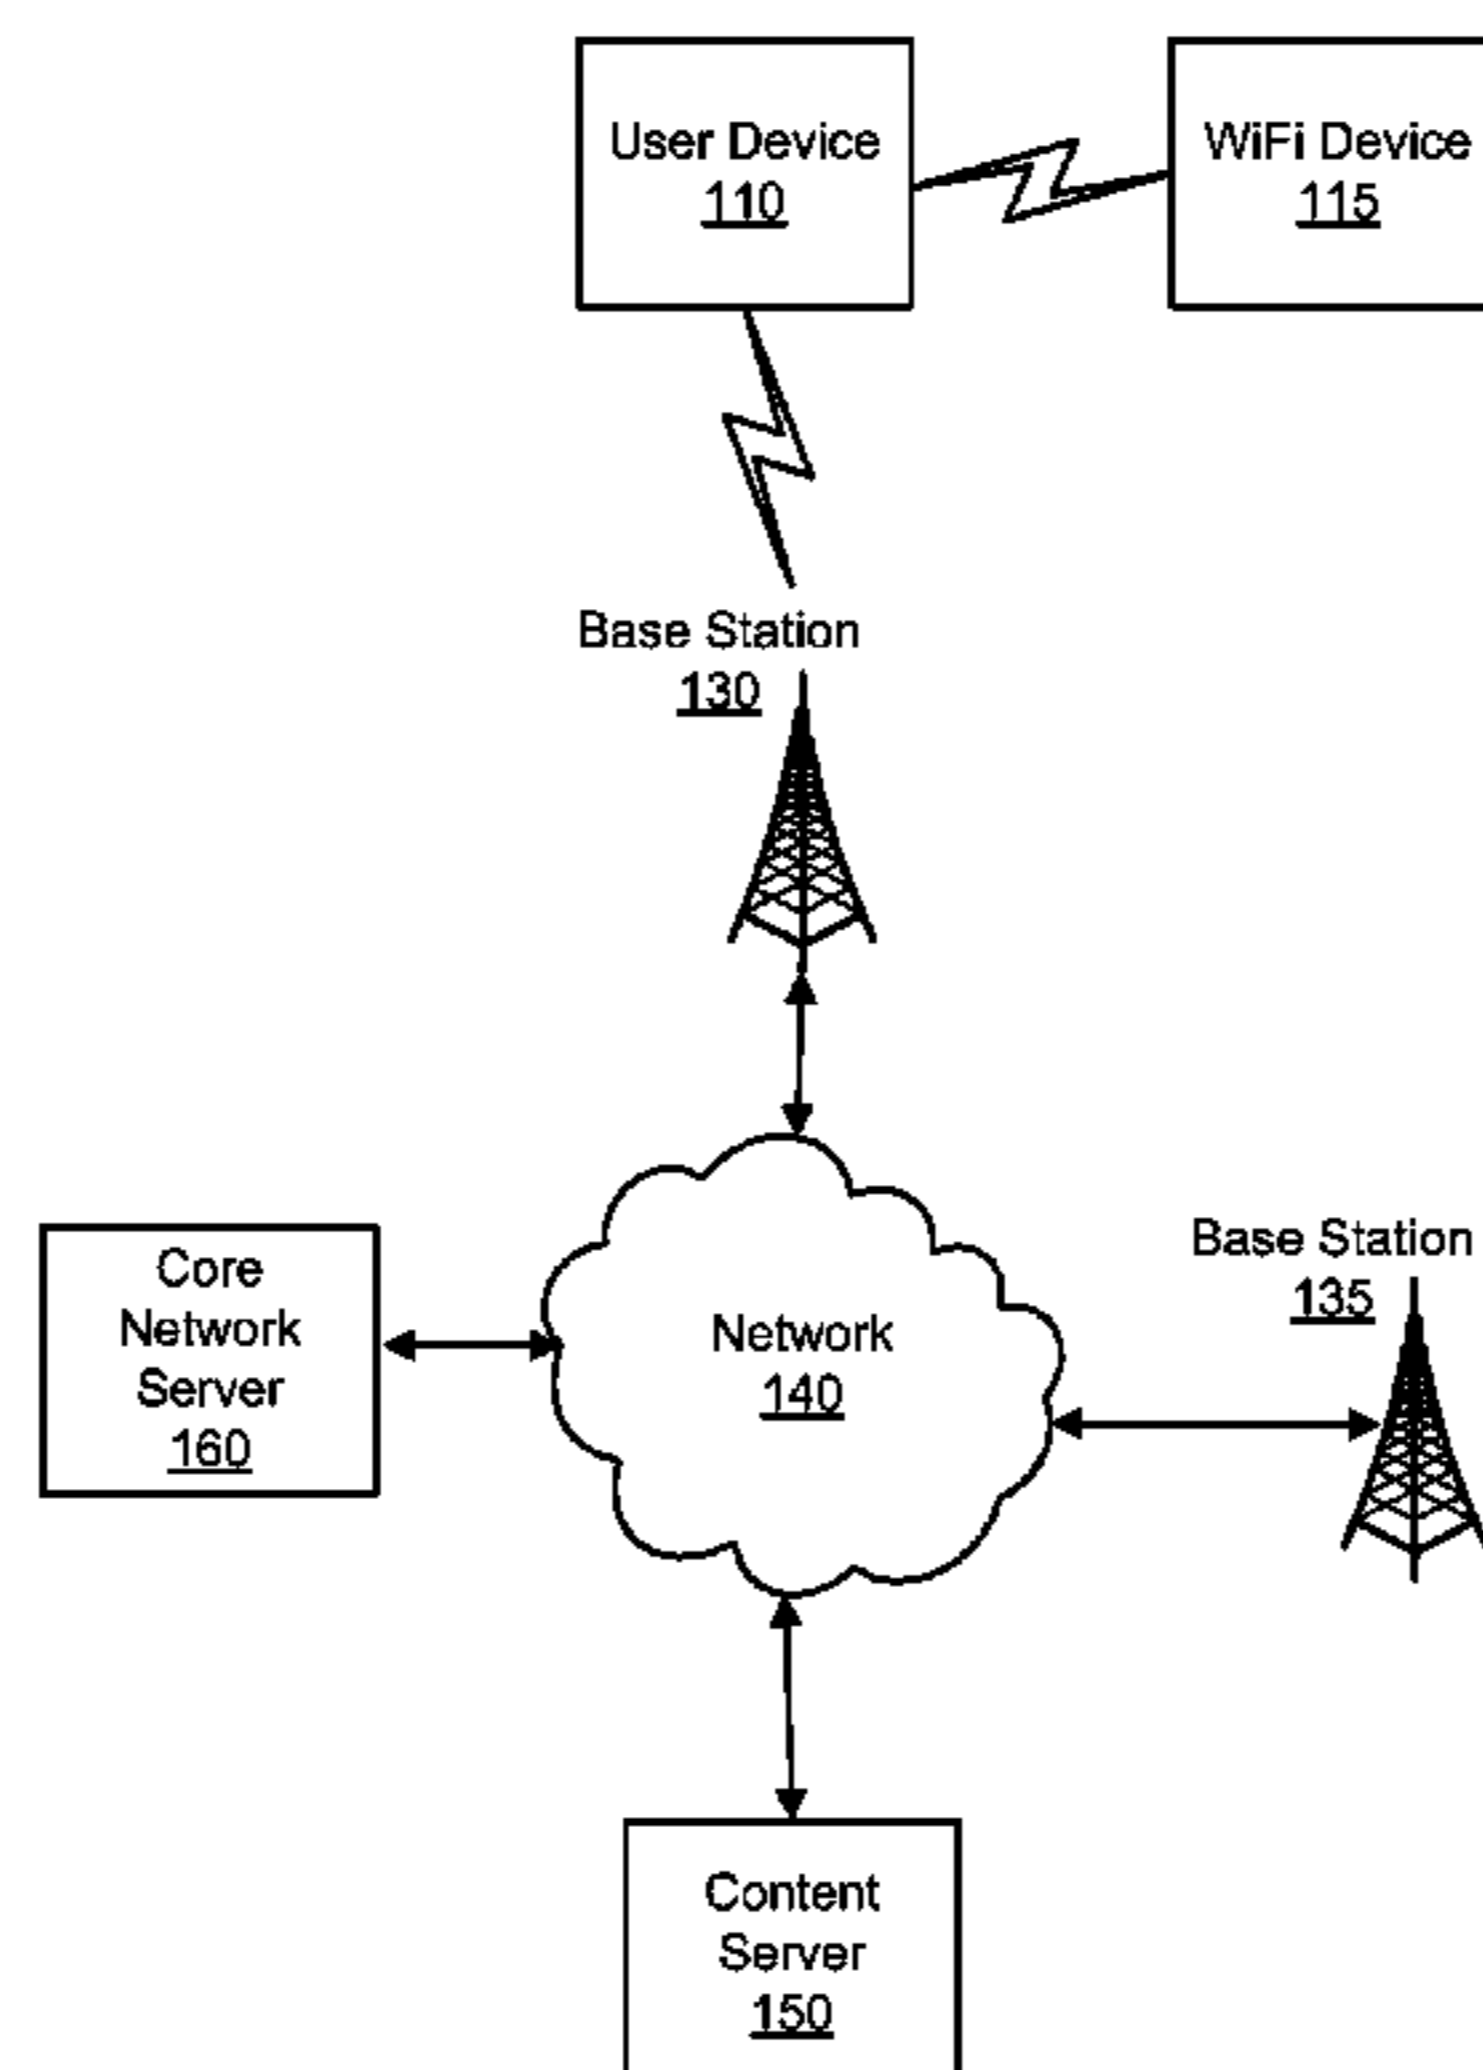 User Device
110
WiFi Device
115
Base Station
130
Core
Network
Server
160
Network
140
Base Station
135
Content
Server
150